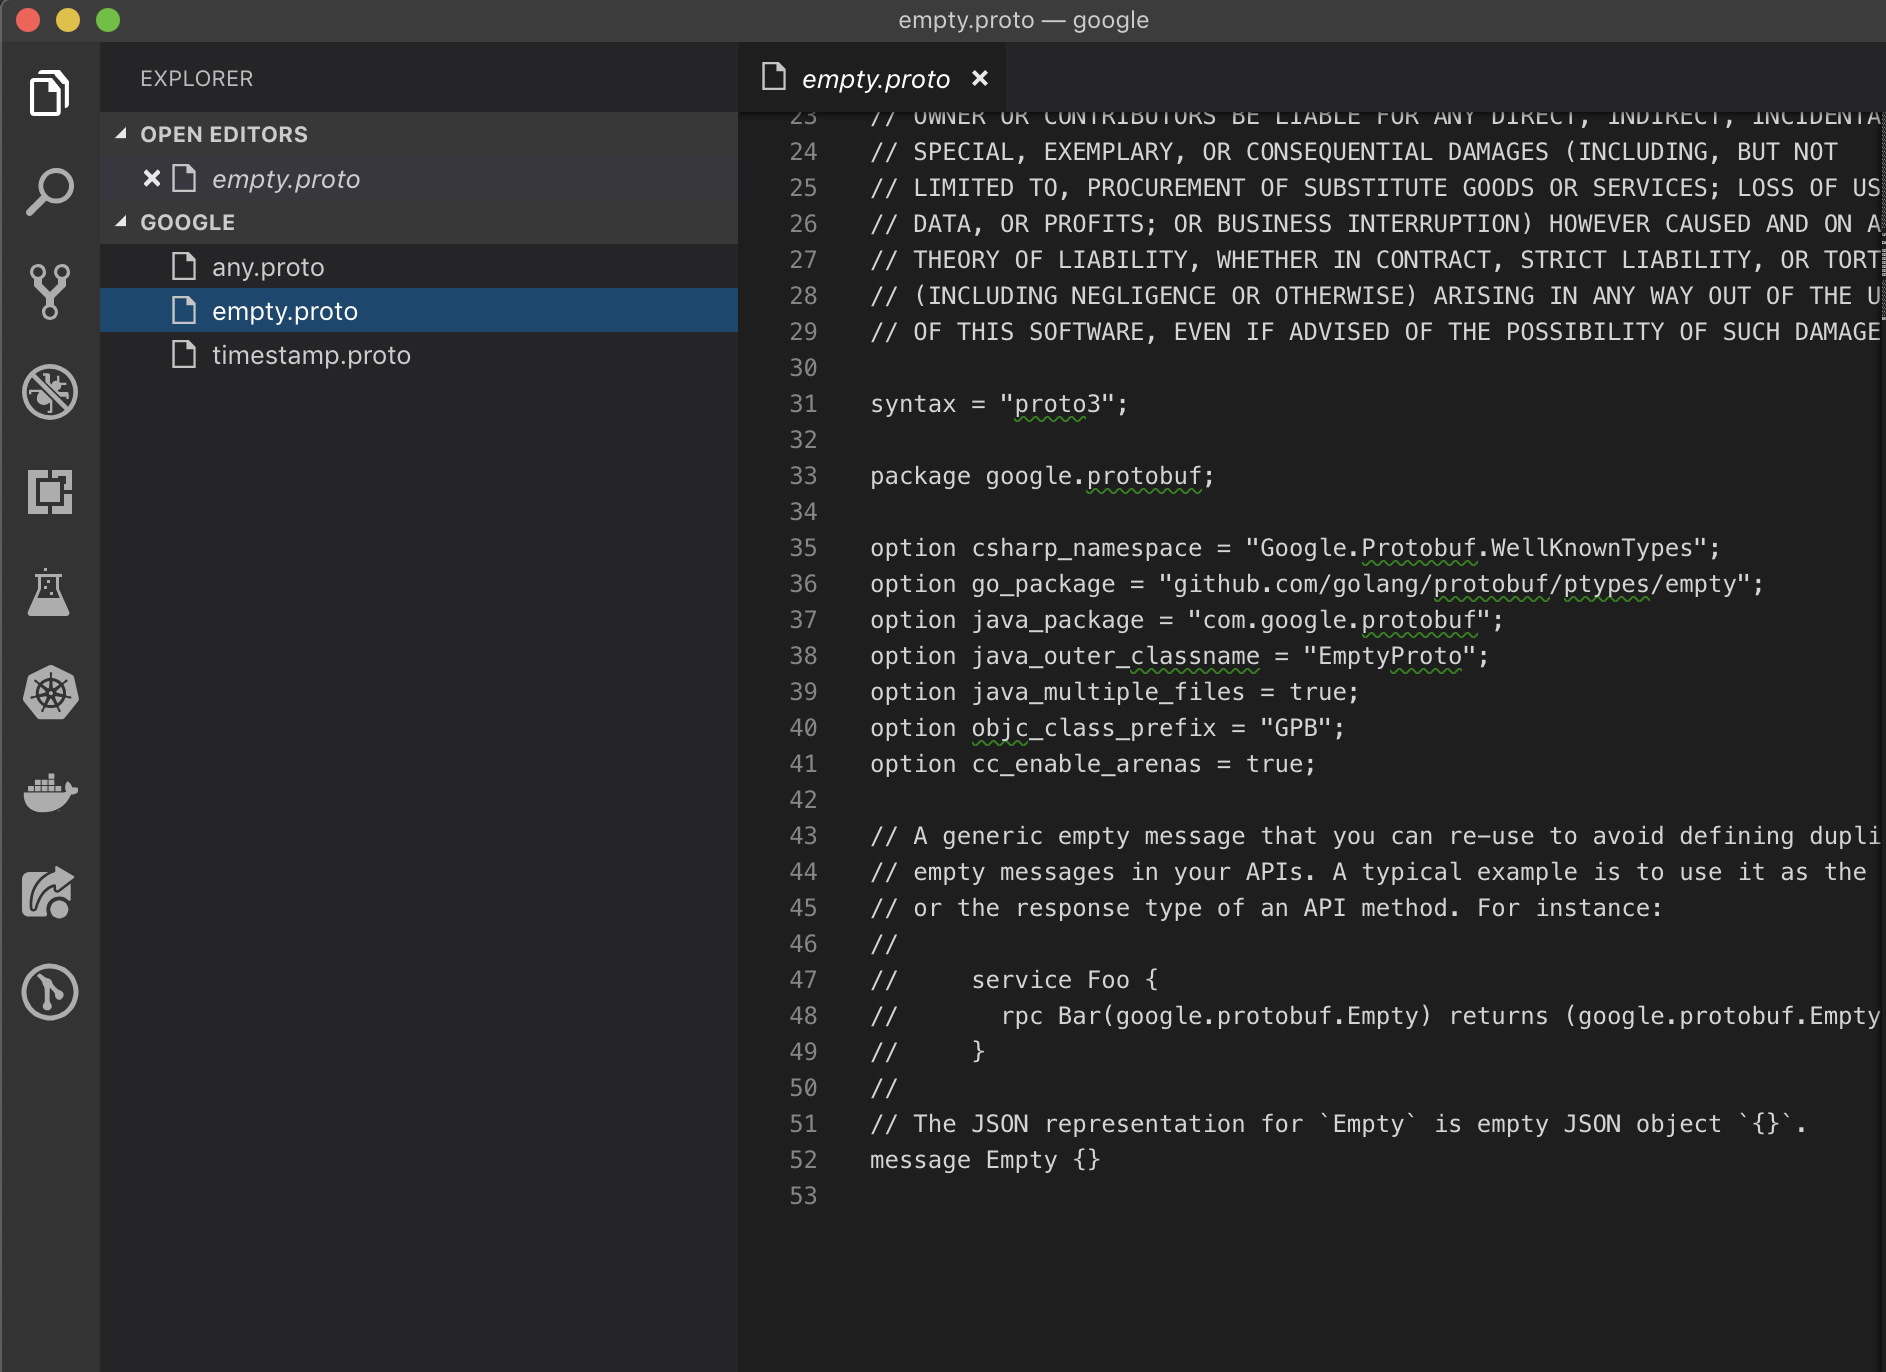 empty.proto — google
EXPLORER
OPEN EDITORS
empty.proto
GOOGLE
any.proto
empty.proto
timestamp.proto
empty.proto
23 // OWNER OR CONTRIBUTORS BE LIABLE FOR ANY DIRECT, INDIRECT, INCIDENTA
24 // SPECIAL, EXEMPLARY, OR CONSEQUENTIAL DAMAGES (INCLUDING, BUT NOT
25 // LIMITED TO, PROCUREMENT OF SUBSTITUTE GOODS OR SERVICES; LOSS OF US
26 // DATA, OR PROFITS; OR BUSINESS INTERRUPTION) HOWEVER CAUSED AND ON A
27 // THEORY OF LIABILITY, WHETHER IN CONTRACT, STRICT LIABILITY, OR TORT
28 // (INCLUDING NEGLIGENCE OR OTHERWISE) ARISING IN ANY WAY OUT OF THE U
29 // OF THIS SOFTWARE, EVEN IF ADVISED OF THE POSSIBILITY OF SUCH DAMAGE
30
31 syntax = "proto3";
32
33 package google.protobuf;
34
35 option csharp_namespace = "Google.Protobuf.WellKnownTypes";
36 option go_package = "github.com/golang/protobuf/ptypes/empty";
37 option java_package = "com.google.protobuf";
38 option java_outer_classname = "EmptyProto";
39 option java_multiple_files = true;
40 option objc_class_prefix = "GPB";
41 option cc_enable_arenas = true;
42
43 // A generic empty message that you can re-use to avoid defining dupli
44 // empty messages in your APIs. A typical example is to use it as the
45 // or the response type of an API method. For instance:
46 //
47 //     service Foo {
48 //       rpc Bar(google.protobuf.Empty) returns (google.protobuf.Empty
49 //     }
50 //
51 // The JSON representation for `Empty` is empty JSON object `{}`.
52 message Empty {}
53